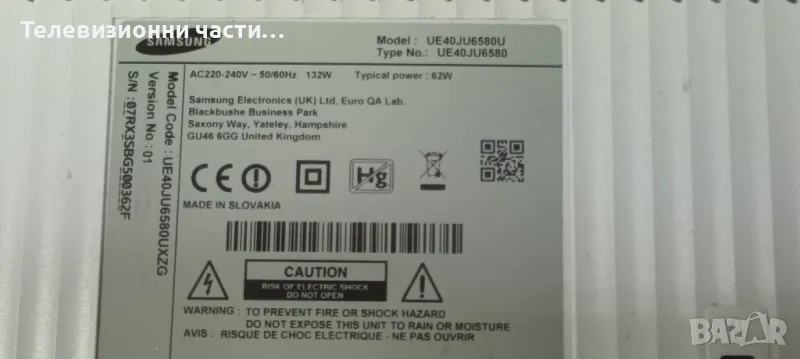 Телевизионни части...
SAMSUNG
Model : UE40JU6580U
Type No.: UE40JU6580
AC220-240V ~ 50/60Hz 132W Typical power : 62W
Samsung Electronics (UK) Ltd, Euro QA Lab.
Blackbushe Business Park
Saxony Way, Yateley, Hampshire
GU46 6GG United Kingdom
CE
Hg
MADE IN SLOVAKIA
CAUTION
RISK OF ELECTRIC SHOCK
DO NOT OPEN
WARNING : TO PREVENT FIRE OR SHOCK HAZARD
DO NOT EXPOSE THIS UNIT TO RAIN OR MOISTURE
AVIS : RISQUE DE CHOC ELECTRIQUE - NE PAS OUVRIR
Model Code : UE40JU6580UXZG
Version No : 01
S/N :07RX3SBG500362F
BAZAR